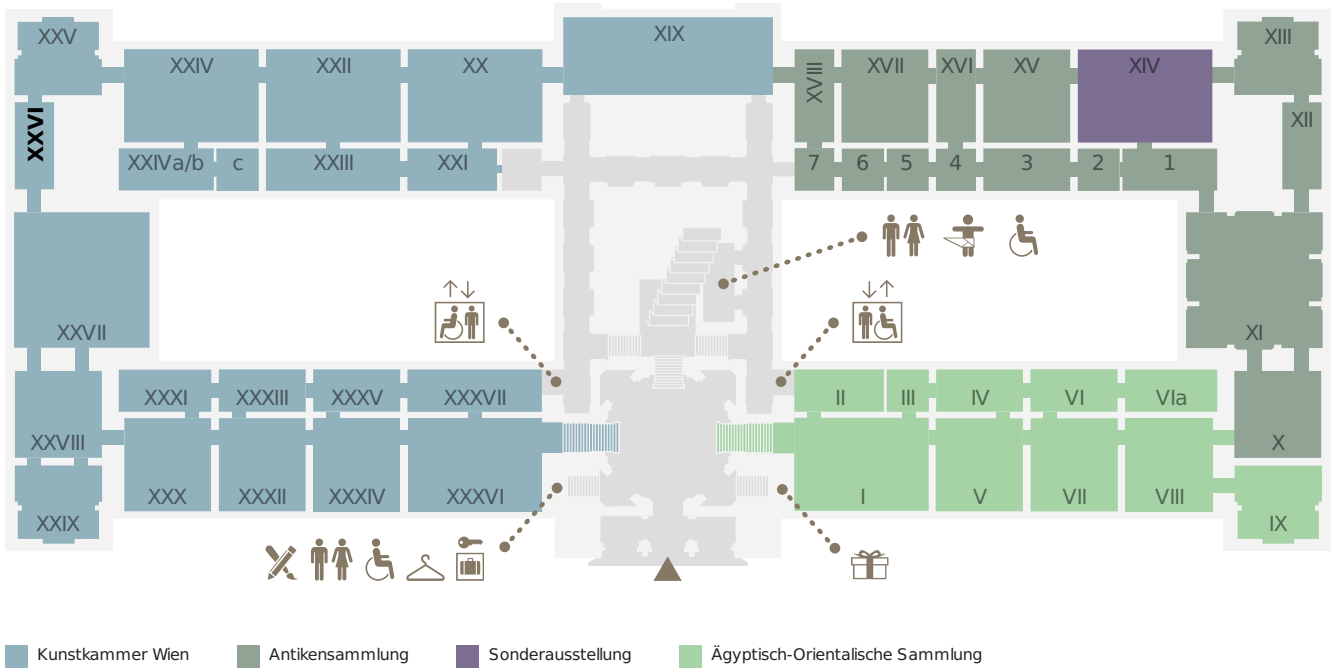 XXV
XIX
XIII
XXIV
XXII
XX
XVIII
XVII
XVI
XV
XIV
XXVI
XII
XXIVa/b
c
XXIII
XXI
7
6
5
4
3
2
1
XXVII
XI
XXXI
XXXIII
XXXV
XXXVII
II
III
IV
VI
VIa
XXVIII
X
XXX
XXXII
XXXIV
XXXVI
I
V
VII
VIII
XXIX
IX
Kunstkammer Wien
Antikensammlung
Sonderausstellung
Ägyptisch-Orientalische Sammlung